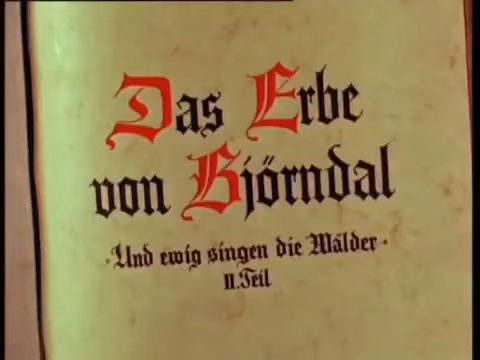 Das Erbe
von Björndal
·Und ewig singen die Wälder·
II. Teil